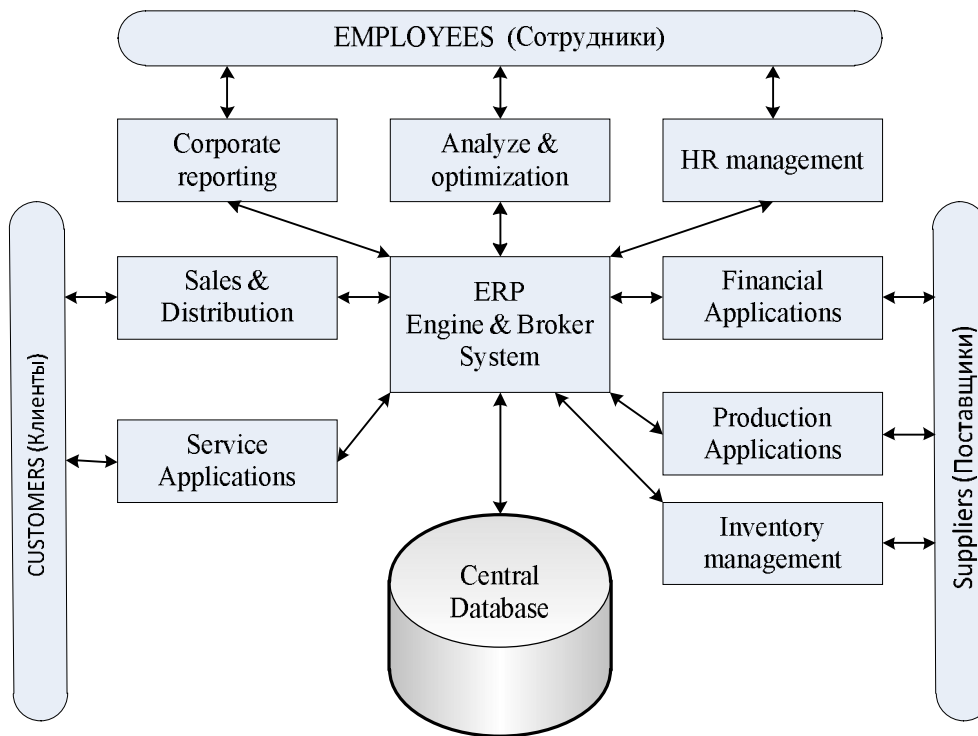 EMPLOYEES (Сотрудники)
Corporate
reporting
Analyze &
optimization
HR management
CUSTOMERS (Клиенты)
Sales &
Distribution
ERP
Engine & Broker
System
Financial
Applications
Suppliers (Поставщики)
Service
Applications
Production
Applications
Inventory
management
Central
Database